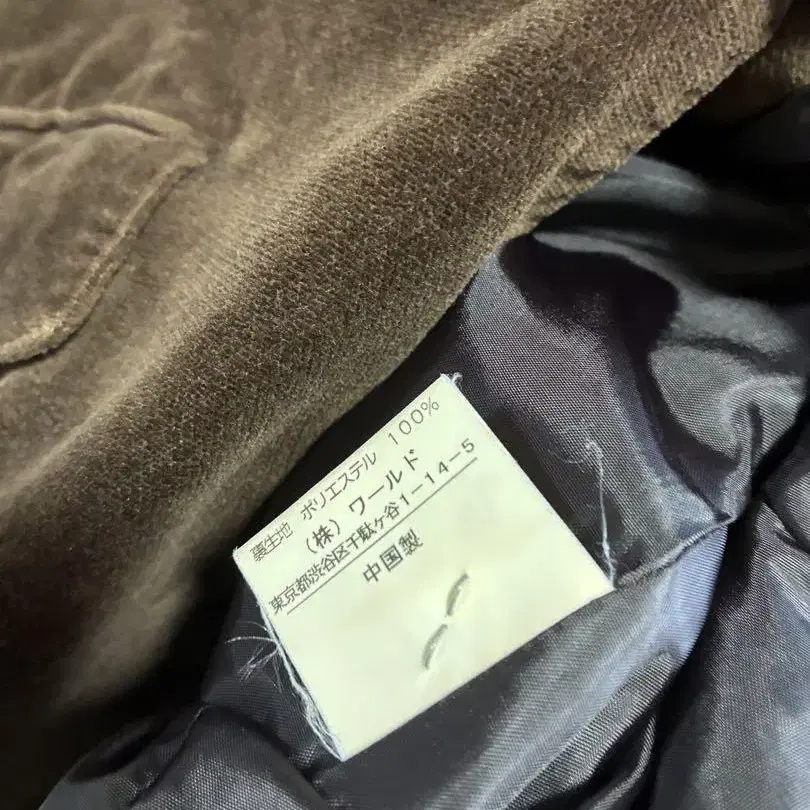 裏生地 ポリエステル 100%
(株) ワールド
東京都渋谷区千駄ヶ谷1-14-5
中国製